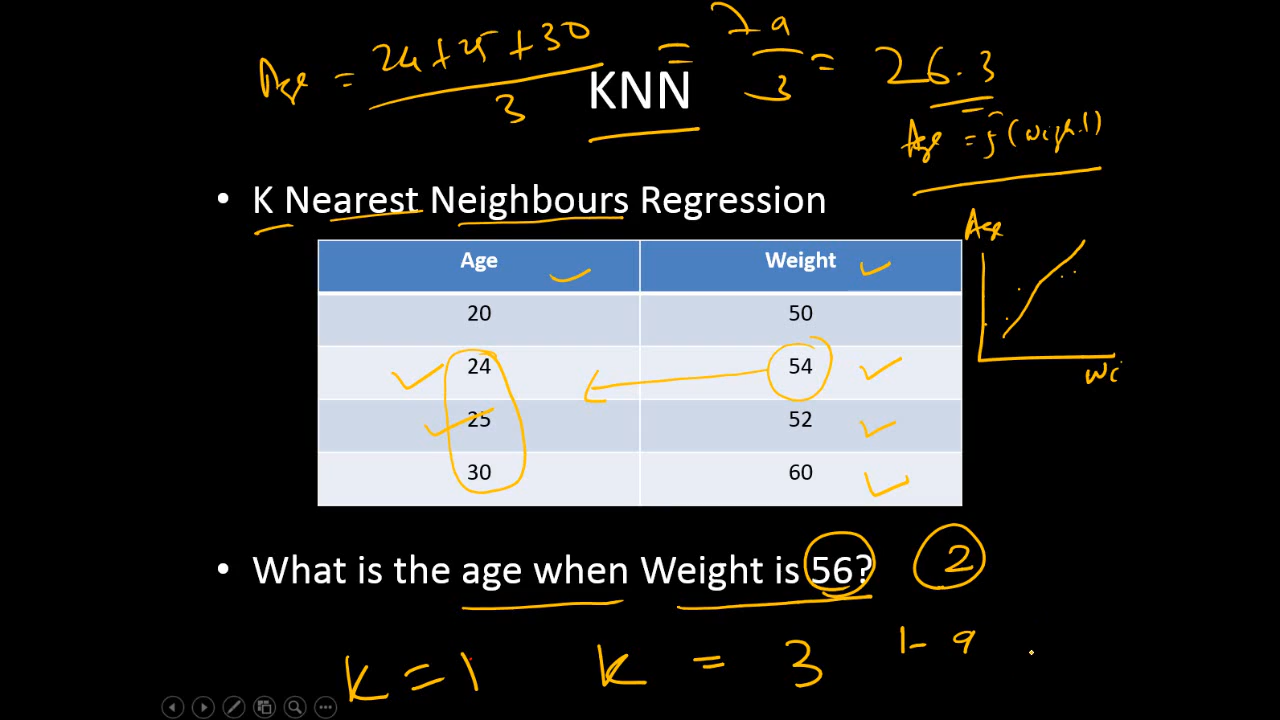 Age = 24 + 25 + 30 / 3 = 79 / 3 = 26.3
KNN
Age = f(weight)
• K Nearest Neighbours Regression
Age
Age Weight
20 50
24 54
25 52
30 60
• What is the age when Weight is 56? 2
k = 1 k = 3 1 - 9